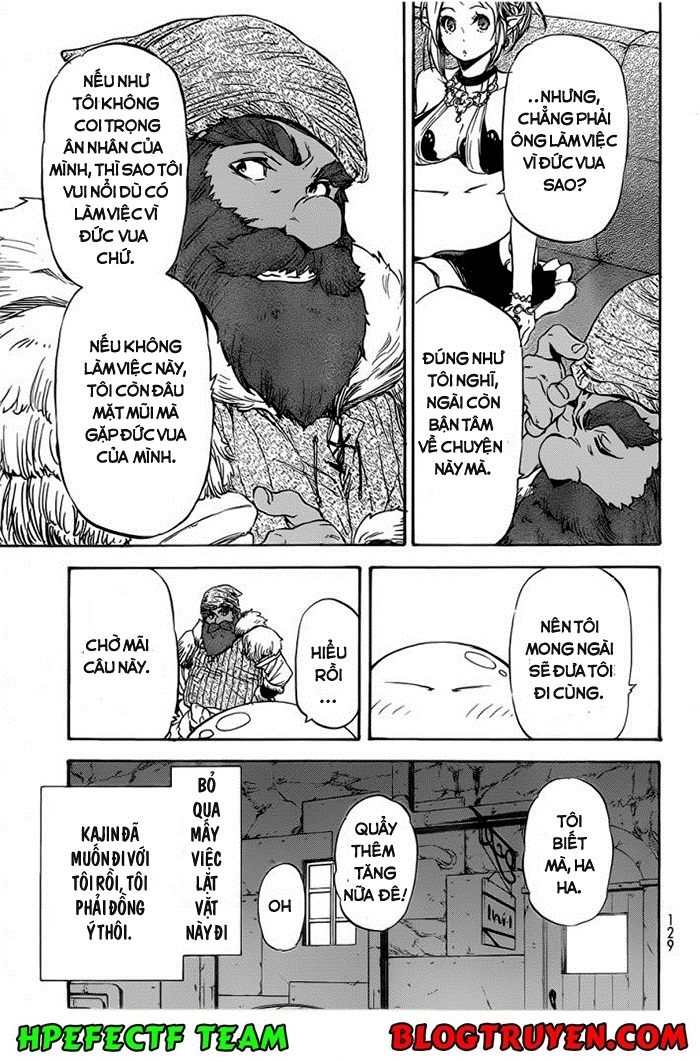 ..NHƯNG,
CHẲNG PHẢI
ÔNG LÀM VIỆC
VÌ ĐỨC VUA
SAO?
ĐÚNG NHƯ
TÔI NGHĨ,
NGÀI CÒN
BẬN TÂM
VỀ CHUYỆN
NÀY MÀ.
NẾU NHƯ
TÔI KHÔNG
COI TRỌNG
ÂN NHÂN CỦA
MÌNH, THÌ SAO TÔI
VUI NỔI DÙ CÓ
LÀM VIỆC VÌ
ĐỨC VUA
CHỨ.
NẾU KHÔNG
LÀM VIỆC NÀY,
TÔI CÒN ĐÂU
MẶT MŨI MÀ
GẶP ĐỨC VUA
CỦA MÌNH.
NÊN TÔI
MONG NGÀI
SẼ ĐƯA TÔI
ĐI CÙNG.
HIỂU
RỒI
...
CHỜ MÃI
CÂU NÀY.
TÔI
BIẾT
MÀ, HA
HA.
QUẨY
THÊM
TĂNG
NỮA ĐÊ!
OH
BỎ
QUA
MẤY
VIỆC
LẶT
VẶT
NÀY ĐI
KAJIN ĐÃ
MUỐN ĐI VỚI
TÔI RỒI, TÔI
PHẢI ĐỒNG
Ý THÔI.
129
HPEFECTF TEAM
BLOGTRUYEN.COM